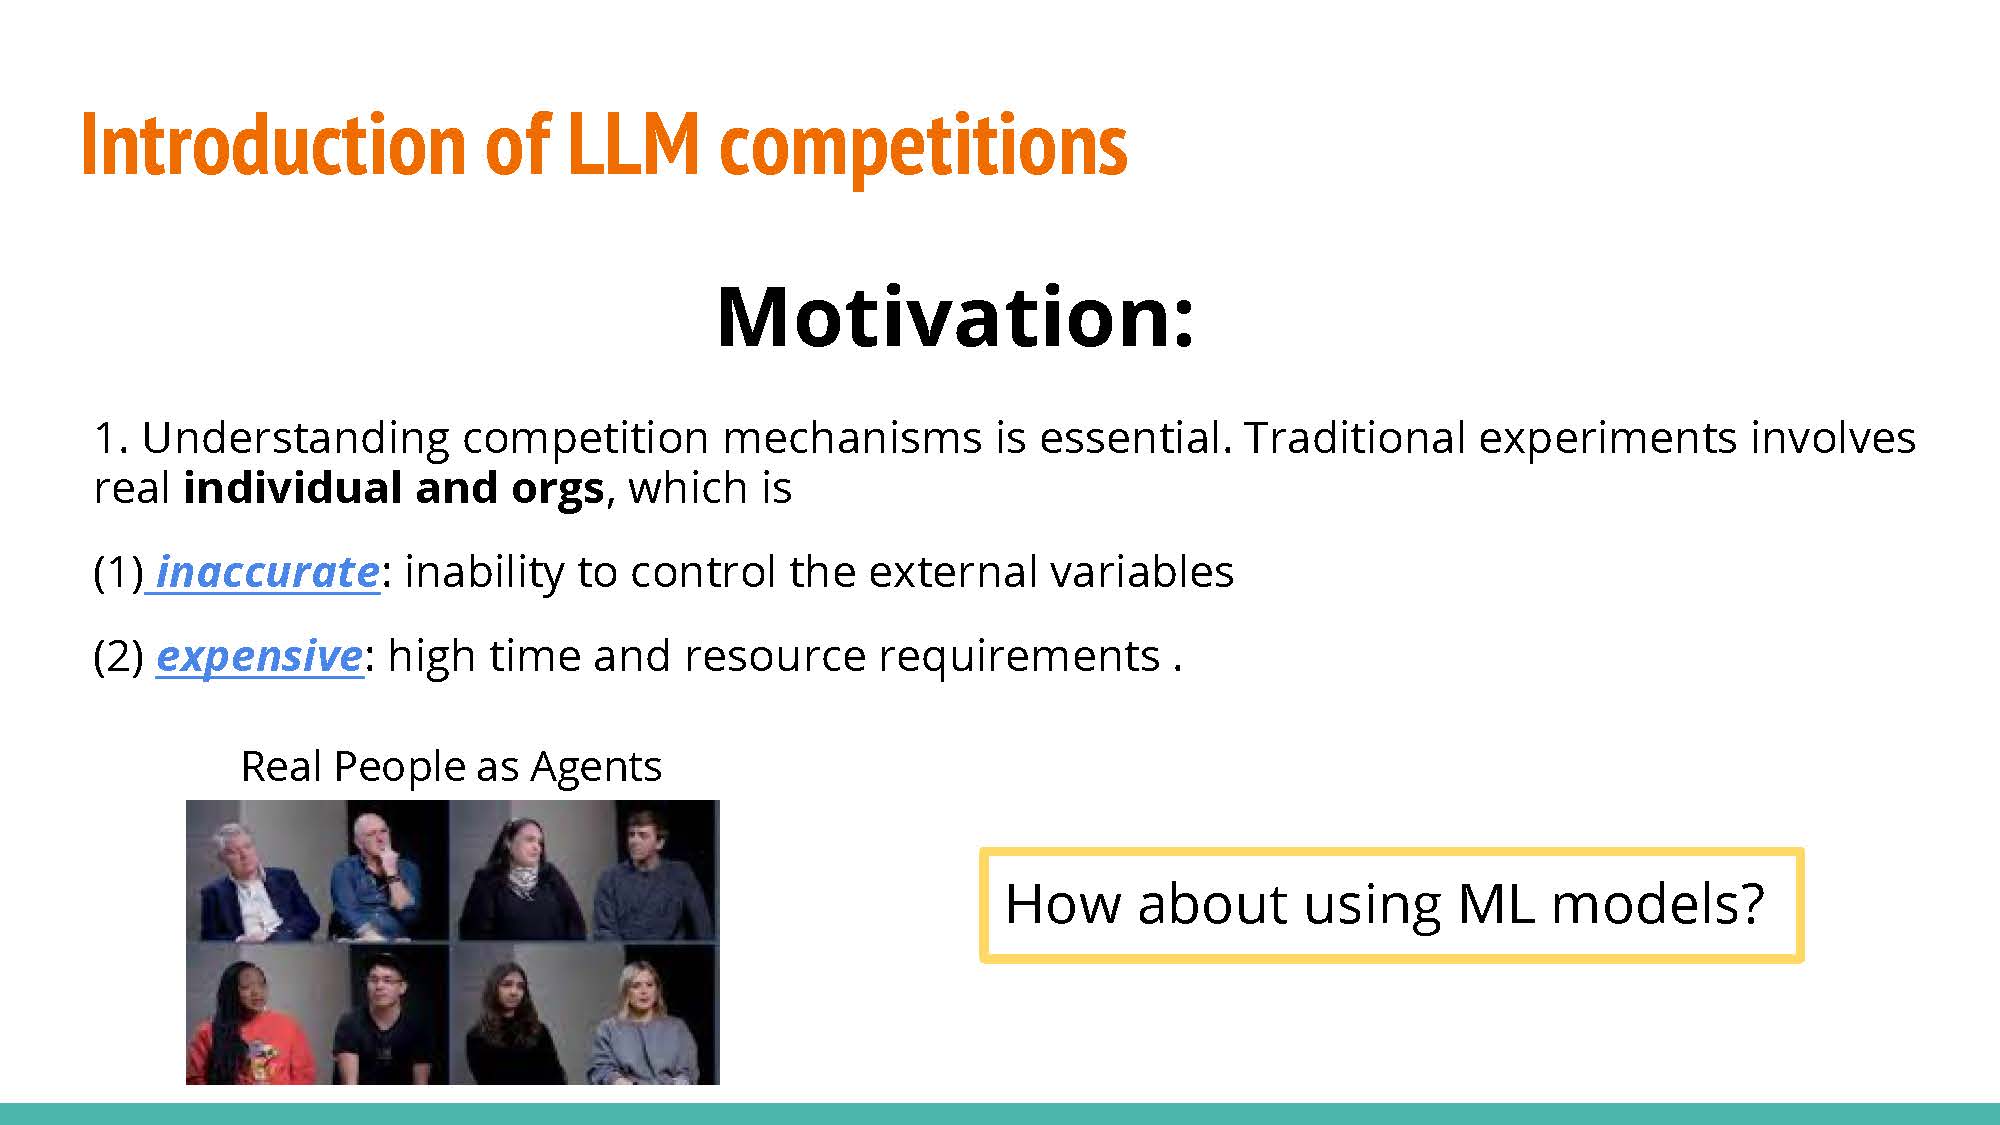 Introduction of LLM competitions
Motivation:
1. Understanding competition mechanisms is essential. Traditional experiments involves
real individual and orgs, which is
(1) inaccurate: inability to control the external variables
(2) expensive: high time and resource requirements .
Real People as Agents
How about using ML models?